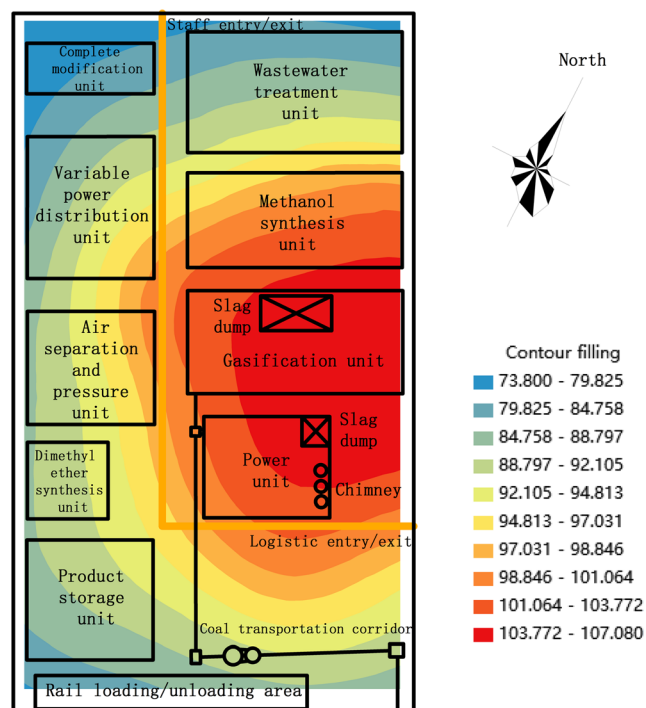 Staff entry/exit
Complete
modification
unit
Wastewater
treatment
unit
North
Variable
power
distribution
unit
Methanol
synthesis
unit
Slag
dump
Gasification unit
Air
separation
and
pressure
unit
Slag
dump
Power
unit
Chimney
Dimethyl
ether
synthesis
unit
Logistic entry/exit
Product
storage
unit
Coal transportation corridor
Rail loading/unloading area
Contour filling
73.800 - 79.825
79.825 - 84.758
84.758 - 88.797
88.797 - 92.105
92.105 - 94.813
94.813 - 97.031
97.031 - 98.846
98.846 - 101.064
101.064 - 103.772
103.772 - 107.080